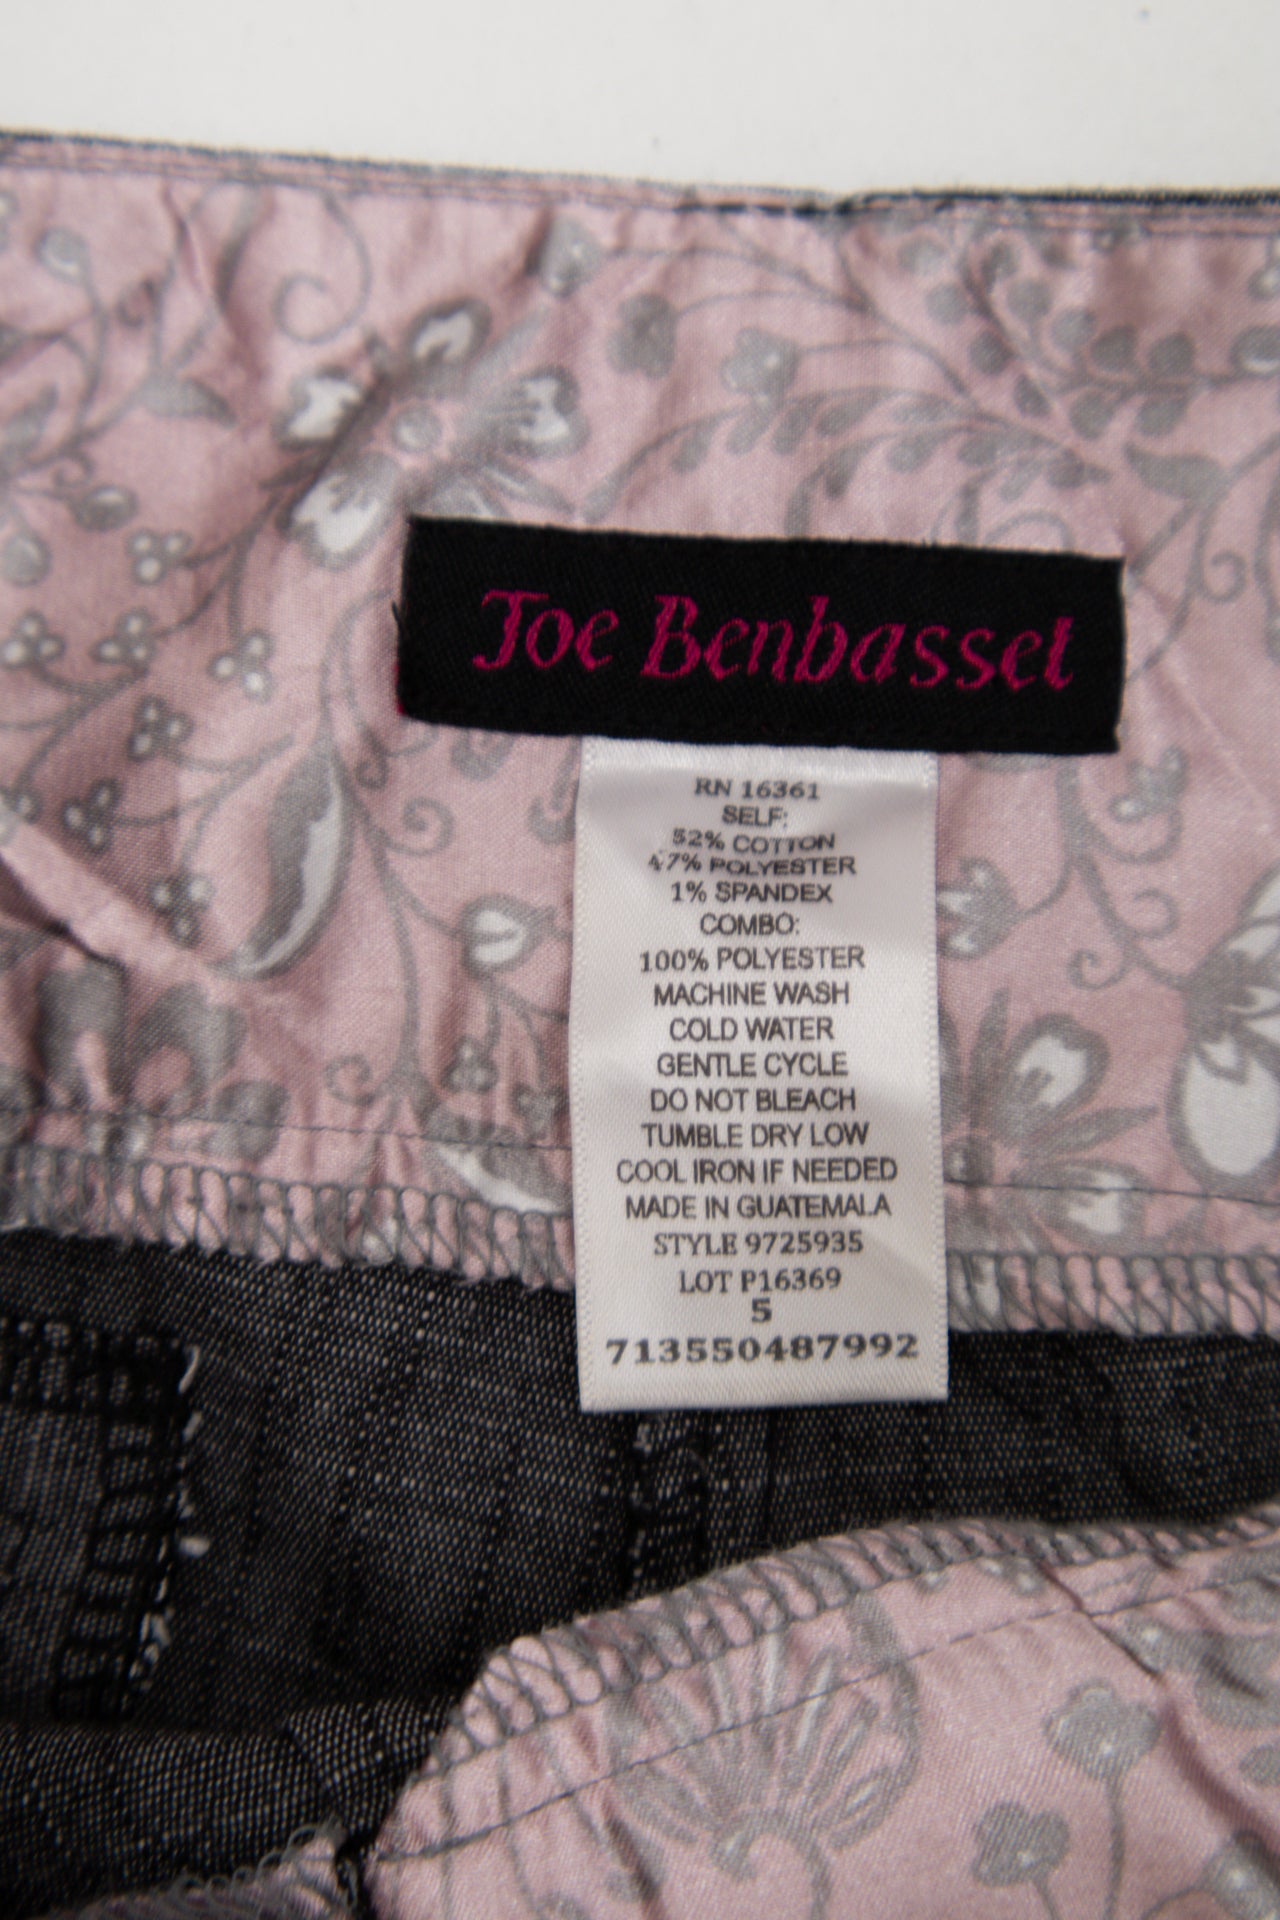 Joe Benbasset
RN 16361
SELF:
52% COTTON
47% POLYESTER
1% SPANDEX
COMBO:
100% POLYESTER
MACHINE WASH
COLD WATER
GENTLE CYCLE
DO NOT BLEACH
TUMBLE DRY LOW
COOL IRON IF NEEDED
MADE IN GUATEMALA
STYLE 9725935
LOT P16369
5
713550487992